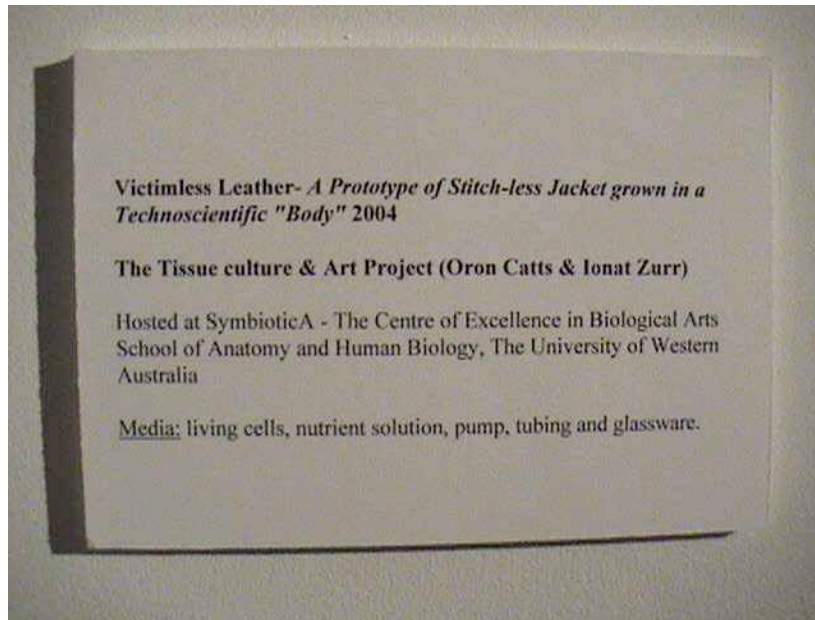 Victimless Leather- A Prototype of Stitch-less Jacket grown in a
Technoscientific "Body" 2004
The Tissue culture & Art Project (Oron Catts & Ionat Zurr)
Hosted at SymbioticA - The Centre of Excellence in Biological Arts
School of Anatomy and Human Biology, The University of Western
Australia
Media: living cells, nutrient solution, pump, tubing and glassware.